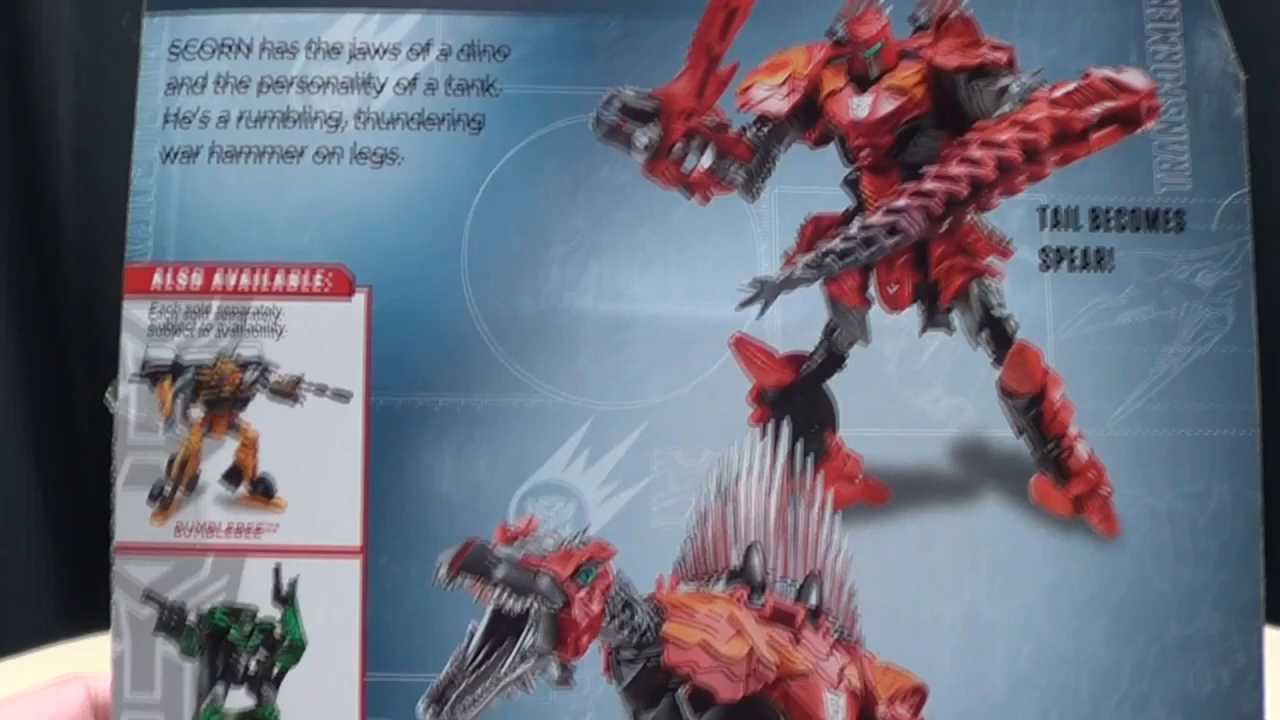 SCORN has the jaws of a dino
and the personality of a tank.
He's a rumbling, thundering
war hammer on legs.
TRANSFORMERS
TAIL BECOMES
SPEAR!
ALSO AVAILABLE:
Each sold separately,
subject to availability.
BUMBLEBEE